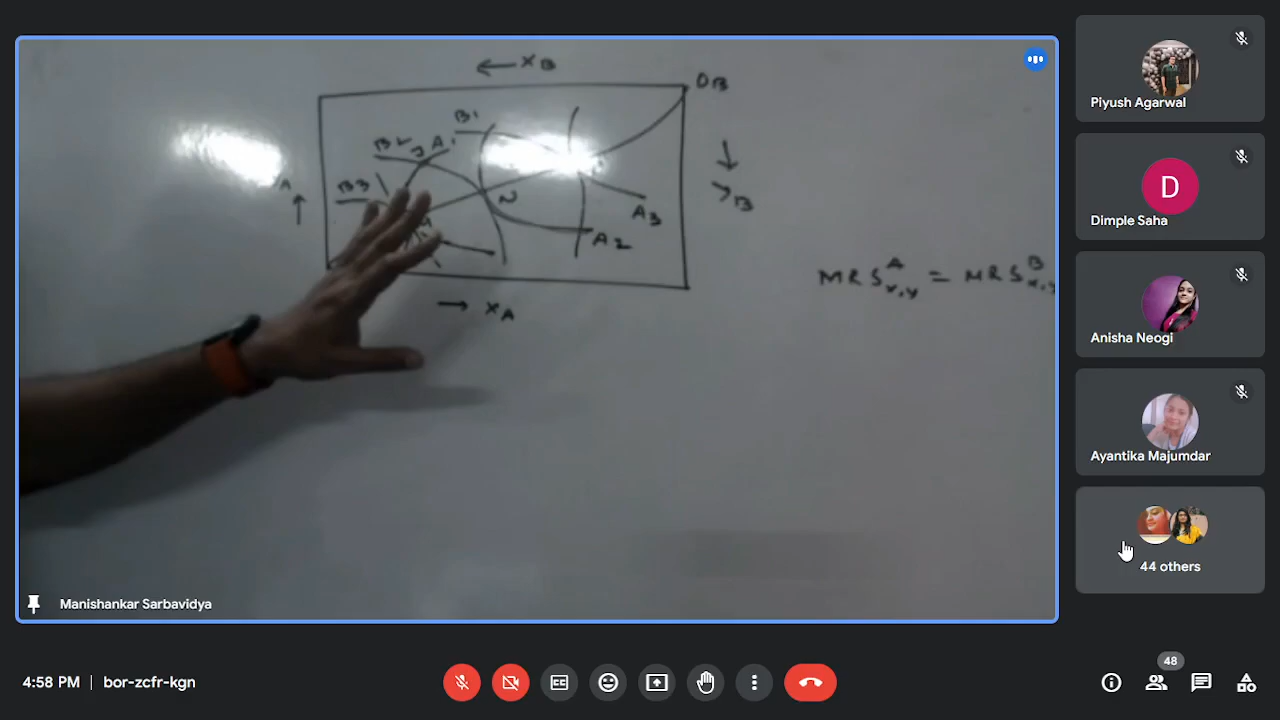 ← XB
OB
B1
B2
J
A1
B3
↑
N
↓
YB
A3
A2
MRS^A_x,y = MRS^B_x,y
→ XA
Manishankar Sarbavidya
Piyush Agarwal
D
Dimple Saha
Anisha Neogi
Ayantika Majumdar
44 others
4:58 PM | bor-zcfr-kgn
48